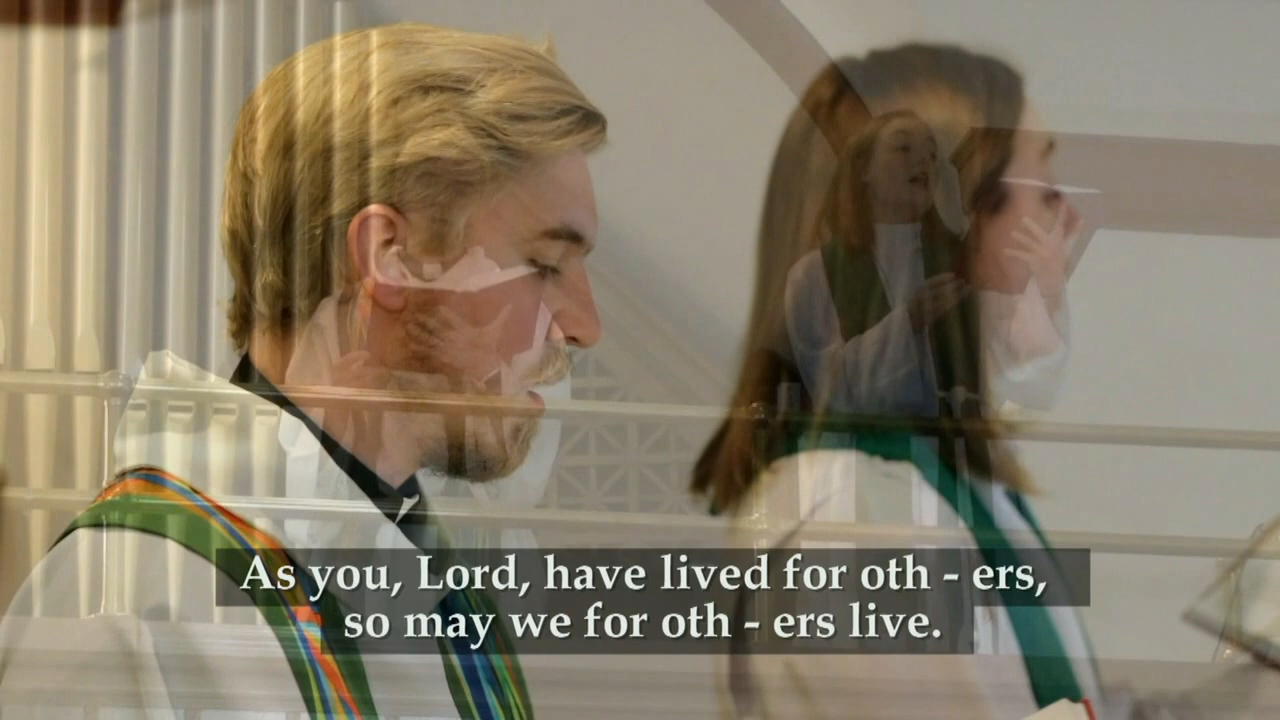 As you, Lord, have lived for oth - ers,
so may we for oth - ers live.